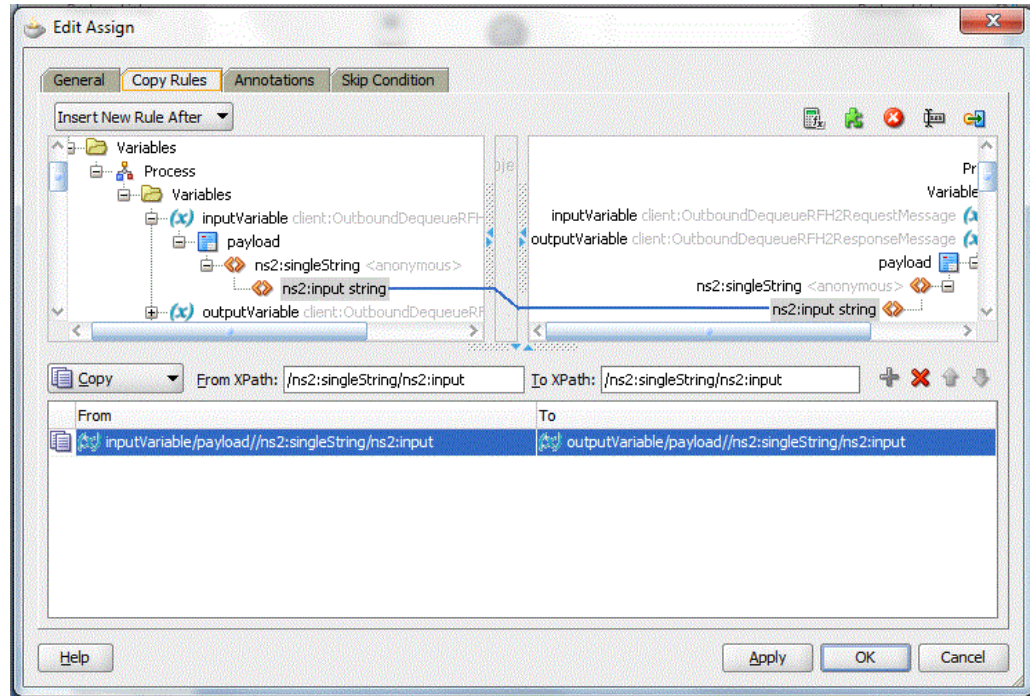 Edit Assign
General Copy Rules Annotations Skip Condition
Insert New Rule After
Variables
Process
Variables
inputVariable client:OutboundDequeueRFH
payload
ns2:singleString <anonymous>
ns2:input string
outputVariable client:OutboundDequeueRF
Pr
Variable
inputVariable client:OutboundDequeueRFH2RequestMessage
outputVariable client:OutboundDequeueRFH2ResponseMessage
payload
ns2:singleString <anonymous>
ns2:input string
Copy From XPath: /ns2:singleString/ns2:input To XPath: /ns2:singleString/ns2:input
From To
inputVariable/payload//ns2:singleString/ns2:input outputVariable/payload//ns2:singleString/ns2:input
Help Apply OK Cancel